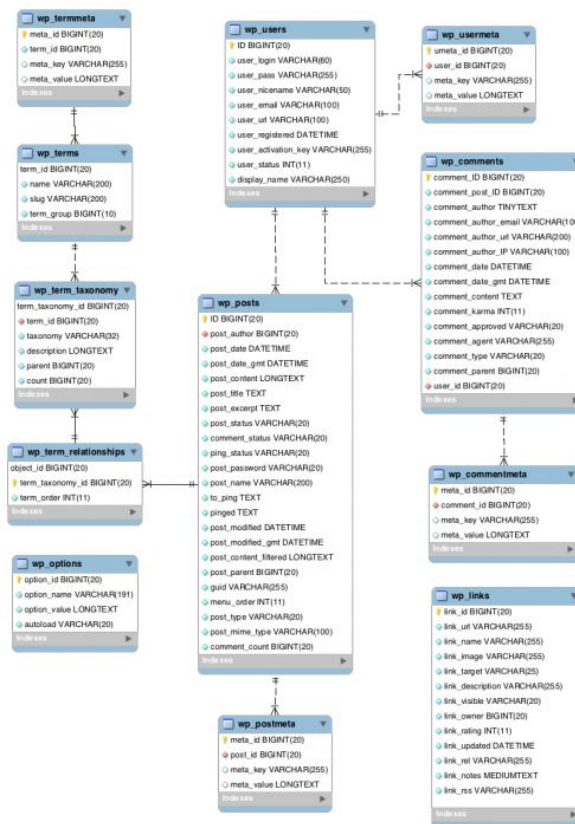 wp_termmeta
meta_id BIGINT(20)
term_id BIGINT(20)
meta_key VARCHAR(255)
meta_value LONGTEXT
Indexes
wp_terms
term_id BIGINT(20)
name VARCHAR(200)
slug VARCHAR(200)
term_group BIGINT(10)
Indexes
wp_term_taxonomy
term_taxonomy_id BIGINT(20)
term_id BIGINT(20)
taxonomy VARCHAR(32)
description LONGTEXT
parent BIGINT(20)
count BIGINT(20)
Indexes
wp_term_relationships
object_id BIGINT(20)
term_taxonomy_id BIGINT(20)
term_order INT(11)
Indexes
wp_options
option_id BIGINT(20)
option_name VARCHAR(191)
option_value LONGTEXT
autoload VARCHAR(20)
Indexes
wp_users
ID BIGINT(20)
user_login VARCHAR(60)
user_pass VARCHAR(255)
user_nicename VARCHAR(50)
user_email VARCHAR(100)
user_url VARCHAR(100)
user_registered DATETIME
user_activation_key VARCHAR(255)
user_status INT(11)
display_name VARCHAR(250)
Indexes
wp_posts
ID BIGINT(20)
post_author BIGINT(20)
post_date DATETIME
post_date_gmt DATETIME
post_content LONGTEXT
post_title TEXT
post_excerpt TEXT
post_status VARCHAR(20)
comment_status VARCHAR(20)
ping_status VARCHAR(20)
post_password VARCHAR(20)
post_name VARCHAR(200)
to_ping TEXT
pinged TEXT
post_modified DATETIME
post_modified_gmt DATETIME
post_content_filtered LONGTEXT
post_parent BIGINT(20)
guid VARCHAR(255)
menu_order INT(11)
post_type VARCHAR(20)
post_mime_type VARCHAR(100)
comment_count BIGINT(20)
Indexes
wp_postmeta
meta_id BIGINT(20)
post_id BIGINT(20)
meta_key VARCHAR(255)
meta_value LONGTEXT
Indexes
wp_usermeta
umeta_id BIGINT(20)
user_id BIGINT(20)
meta_key VARCHAR(255)
meta_value LONGTEXT
Indexes
wp_comments
comment_ID BIGINT(20)
comment_post_ID BIGINT(20)
comment_author TINYTEXT
comment_author_email VARCHAR(100
comment_author_url VARCHAR(200)
comment_author_IP VARCHAR(100)
comment_date DATETIME
comment_date_gmt DATETIME
comment_content TEXT
comment_karma INT(11)
comment_approved VARCHAR(20)
comment_agent VARCHAR(255)
comment_type VARCHAR(20)
comment_parent BIGINT(20)
user_id BIGINT(20)
Indexes
wp_commentmeta
meta_id BIGINT(20)
comment_id BIGINT(20)
meta_key VARCHAR(255)
meta_value LONGTEXT
Indexes
wp_links
link_id BIGINT(20)
link_url VARCHAR(255)
link_name VARCHAR(255)
link_image VARCHAR(255)
link_target VARCHAR(25)
link_description VARCHAR(255)
link_visible VARCHAR(20)
link_owner BIGINT(20)
link_rating INT(11)
link_updated DATETIME
link_rel VARCHAR(255)
link_notes MEDIUMTEXT
link_rss VARCHAR(255)
Indexes